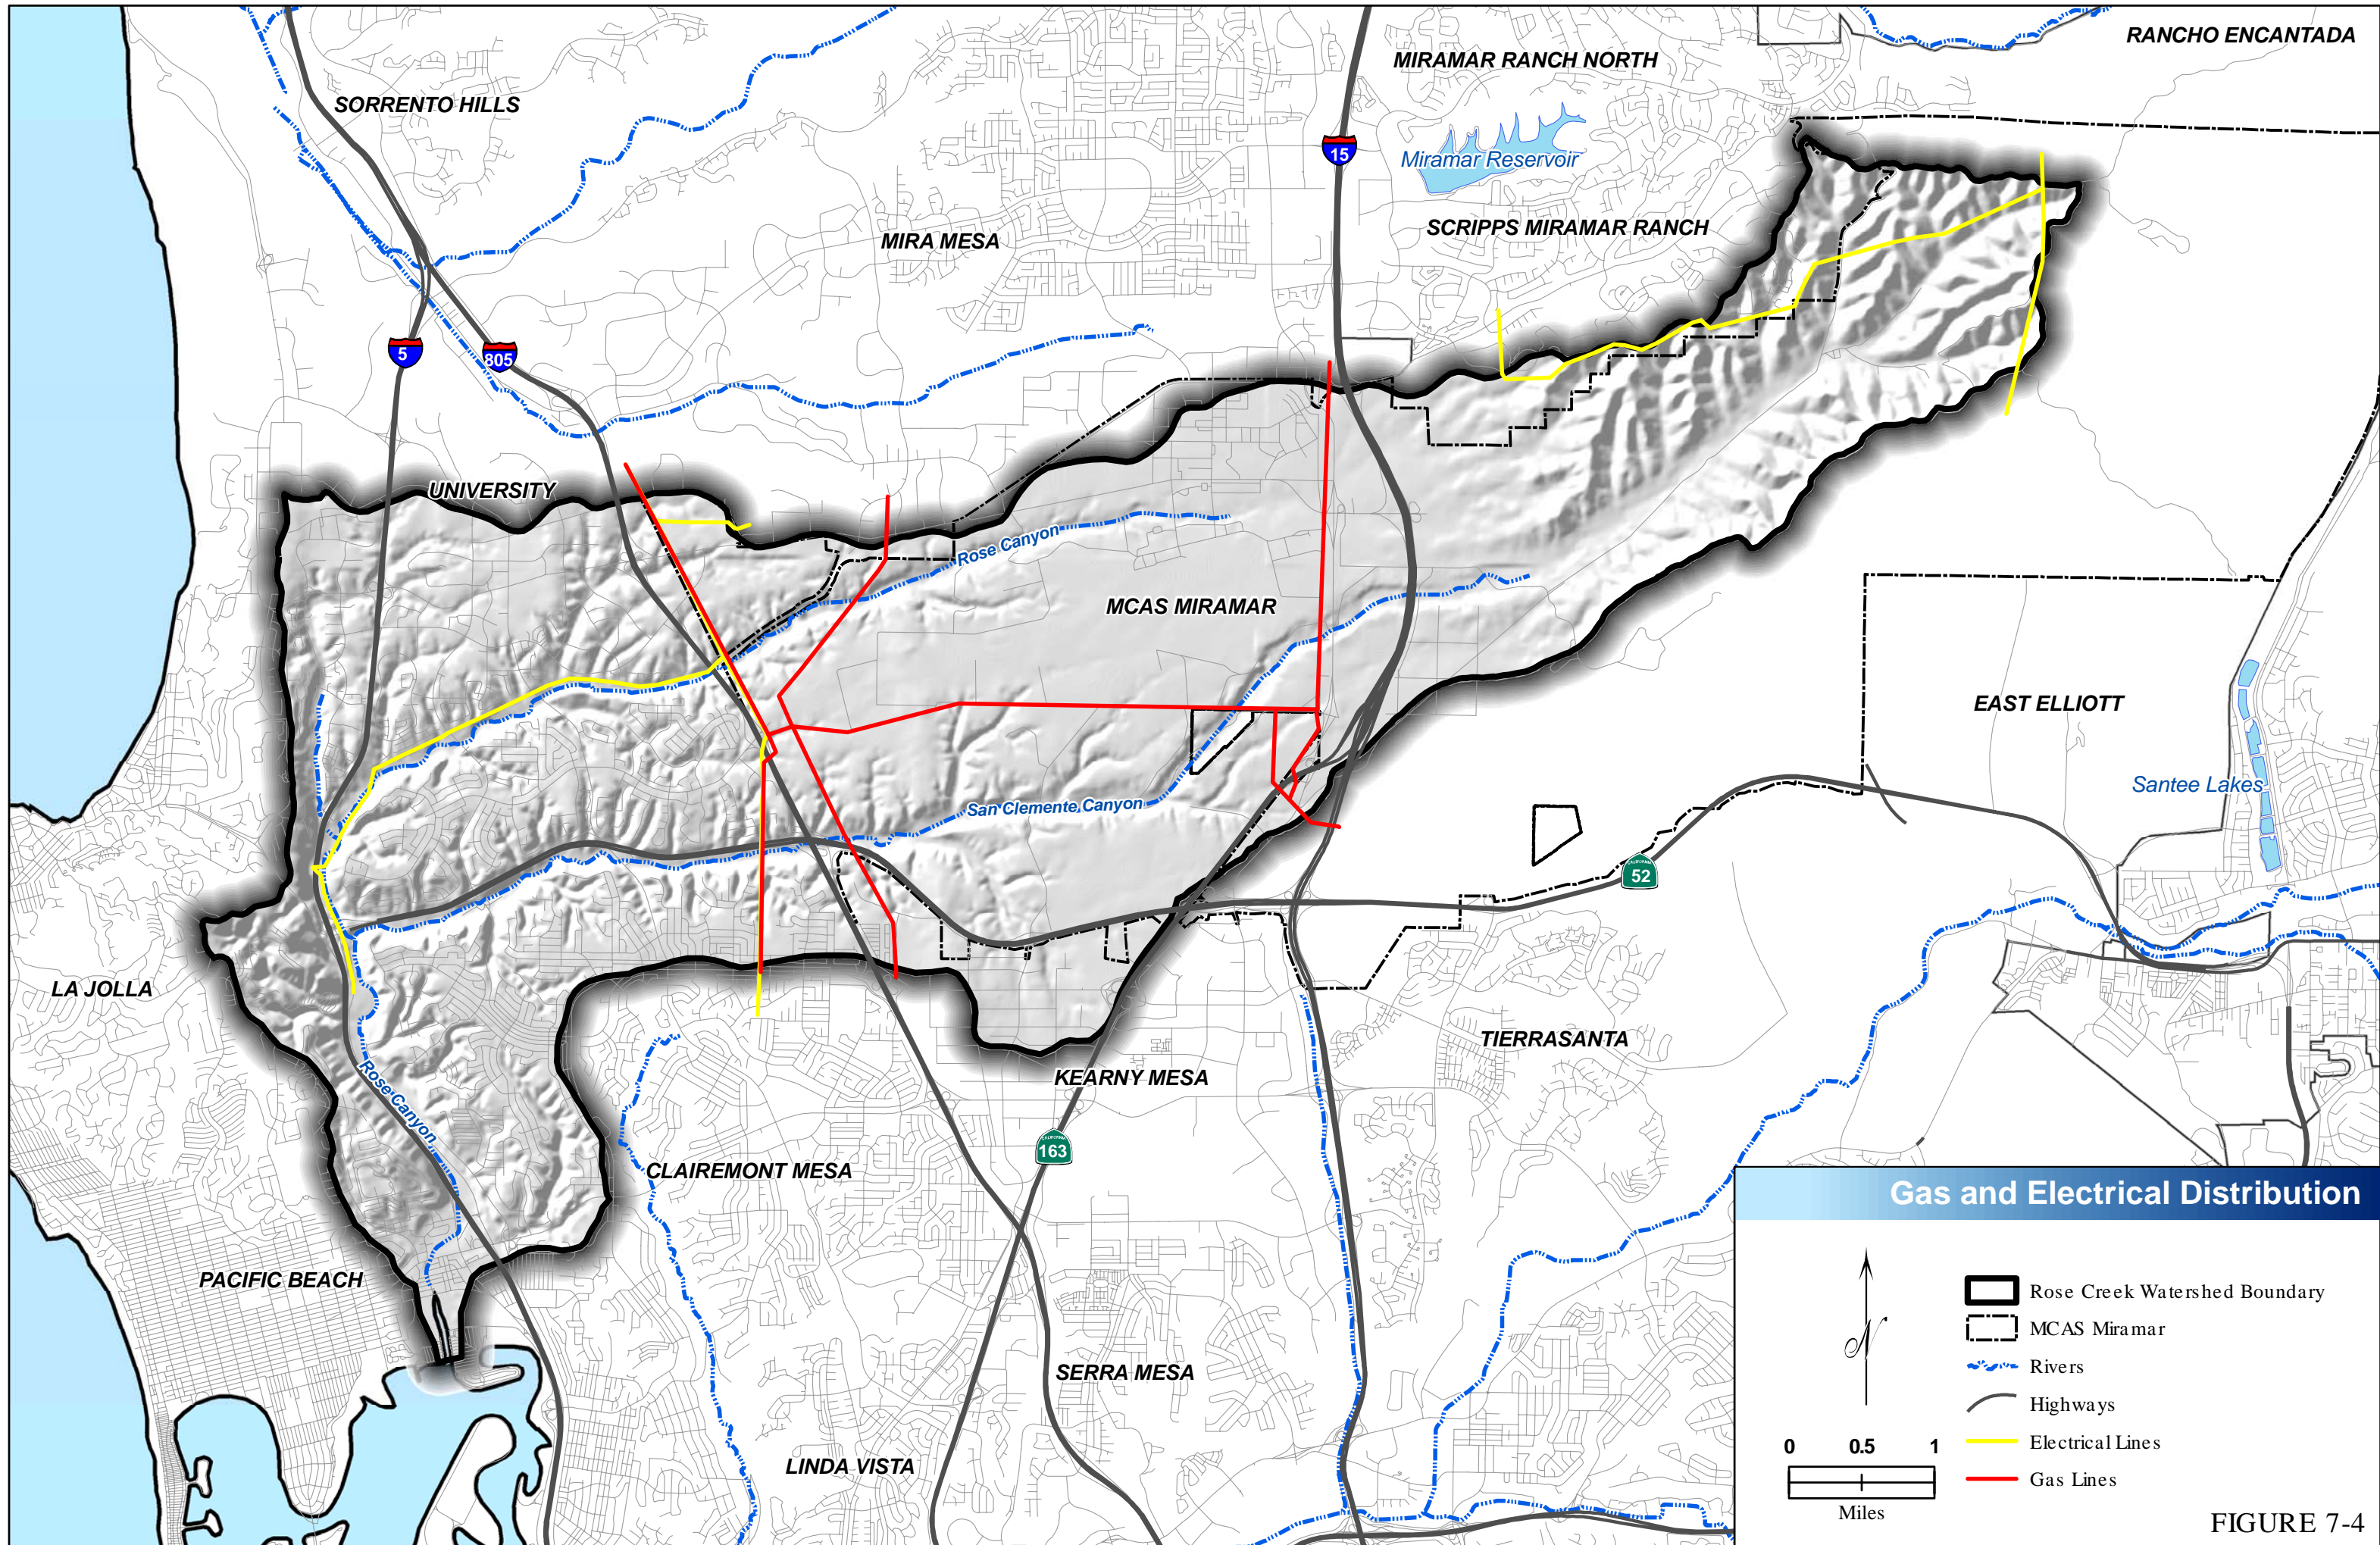 RANCHO ENCANTADA
MIRAMAR RANCH NORTH
SORRENTO HILLS
15
Miramar Reservoir
SCRIPPS MIRAMAR RANCH
MIRA MESA
5
805
UNIVERSITY
Rose Canyon
MCAS MIRAMAR
EAST ELLIOTT
Santee Lakes
San Clemente Canyon
CALIFORNIA
52
LA JOLLA
TIERRASANTA
KEARNY MESA
Rose Canyon
CALIFORNIA
163
CLAIREMONT MESA
PACIFIC BEACH
SERRA MESA
LINDA VISTA
Gas and Electrical Distribution
N
Rose Creek Watershed Boundary
MCAS Miramar
Rivers
Highways
Electrical Lines
Gas Lines
0 0.5 1
Miles
FIGURE 7-4